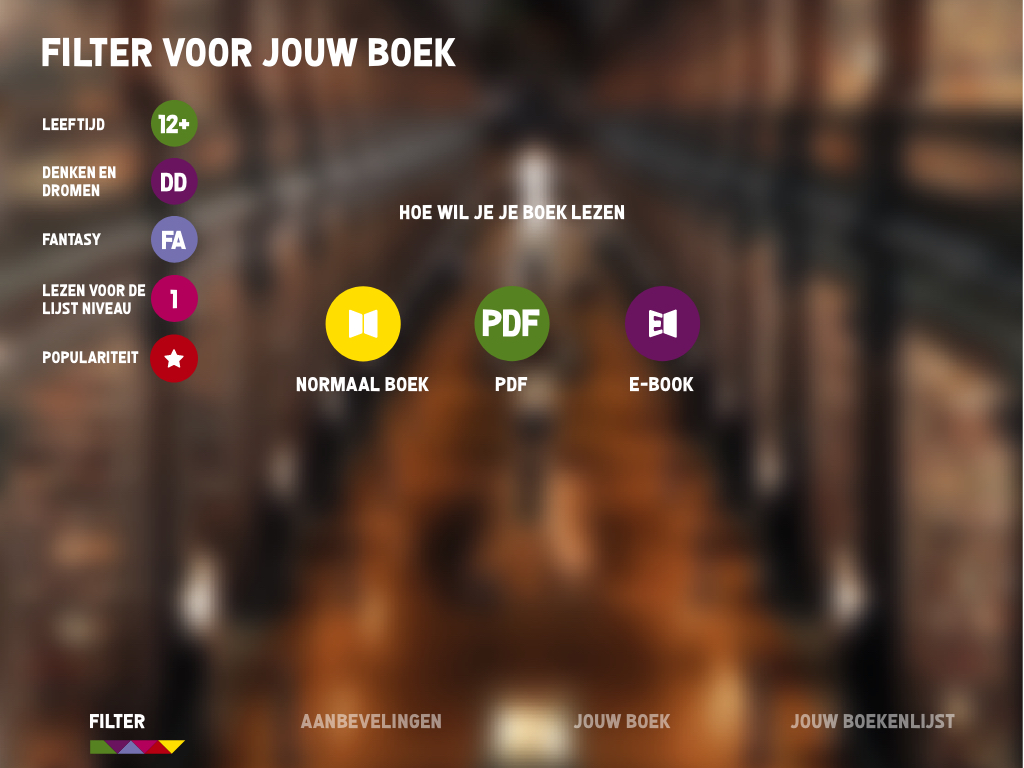 FILTER VOOR JOUW BOEK
LEEFTIJD
12+
DENKEN EN
DROMEN
DD
FANTASY
FA
LEZEN VOOR DE
LIJST NIVEAU
1
POPULARITEIT
HOE WIL JE JE BOEK LEZEN
PDF
E
NORMAAL BOEK
PDF
E-BOOK
FILTER
AANBEVELINGEN
JOUW BOEK
JOUW BOEKENLIJST